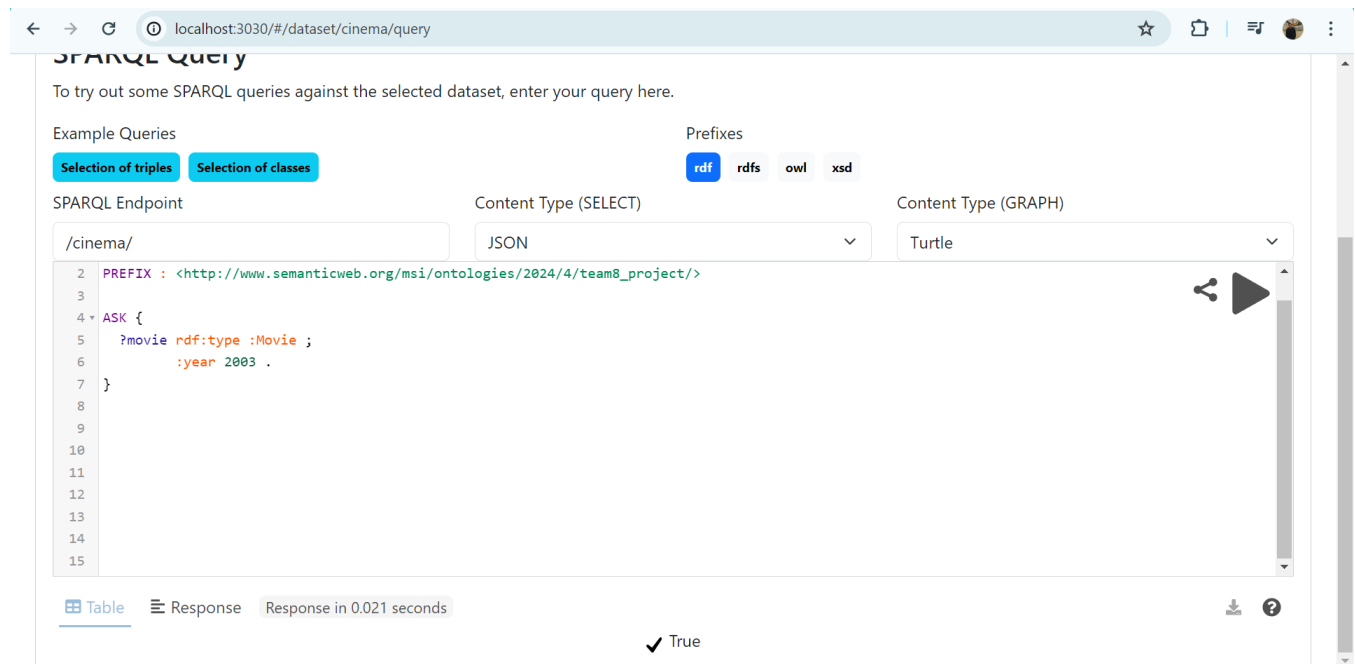 localhost:3030/#/dataset/cinema/query
SPARQL Query
To try out some SPARQL queries against the selected dataset, enter your query here.
Example Queries
Prefixes
Selection of triples Selection of classes
rdf rdfs owl xsd
SPARQL Endpoint
Content Type (SELECT)
Content Type (GRAPH)
/cinema/
JSON
Turtle
2 PREFIX : <http://www.semanticweb.org/msi/ontologies/2024/4/team8_project/>
3
4 ASK {
5 ?movie rdf:type :Movie ;
6 :year 2003 .
7 }
8
9
10
11
12
13
14
15
Table Response Response in 0.021 seconds
True